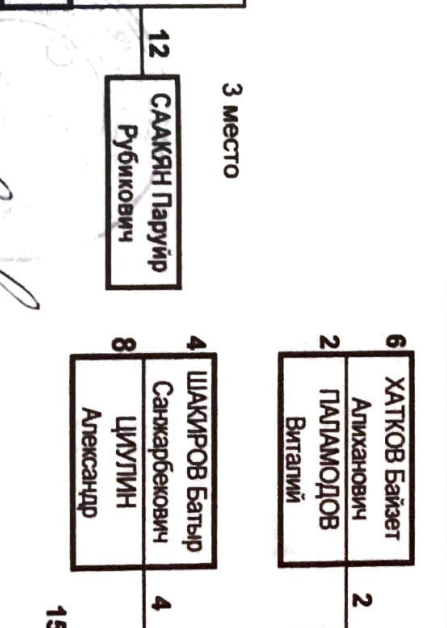 6
ХАТКОВ Байзет
Алиханович
2
ПАЛАМОДОВ
Виталий
2
4
ШАКИРОВ Батыр
Санжарбекович
8
ЦИУЛИН
Александр
4
15
3 место
12
СААКЯН Паруйр
Рубикович